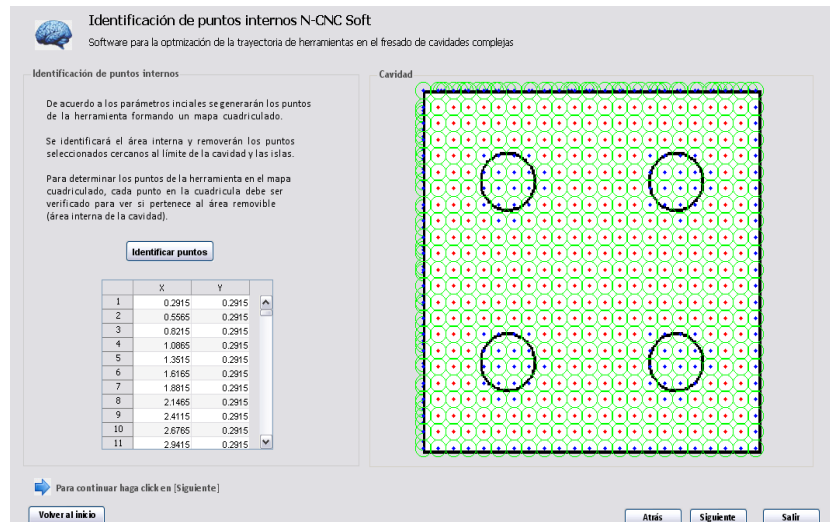 Identificación de puntos internos N-CNC Soft
Software para la optmización de la trayectoria de herramientas en el fresado de cavidades complejas
Identificación de puntos internos
De acuerdo a los parámetros inciales se generarán los puntos
de la herramienta formando un mapa cuadriculado.
Se identificará el área interna y removerán los puntos
seleccionados cercanos al límite de la cavidad y las islas.
Para determinar los puntos de la herramienta en el mapa
cuadriculado, cada punto en la cuadricula debe ser
verificado para ver si pertenece al área removible
(área interna de la cavidad).
Identificar puntos
X Y
1 0.2915 0.2915
2 0.5565 0.2915
3 0.8215 0.2915
4 1.0865 0.2915
5 1.3515 0.2915
6 1.6165 0.2915
7 1.8815 0.2915
8 2.1465 0.2915
9 2.4115 0.2915
10 2.6765 0.2915
11 2.9415 0.2915
Cavidad
Para continuar haga click en [Siguiente]
Volver al inicio
Atrás Siguiente Salir